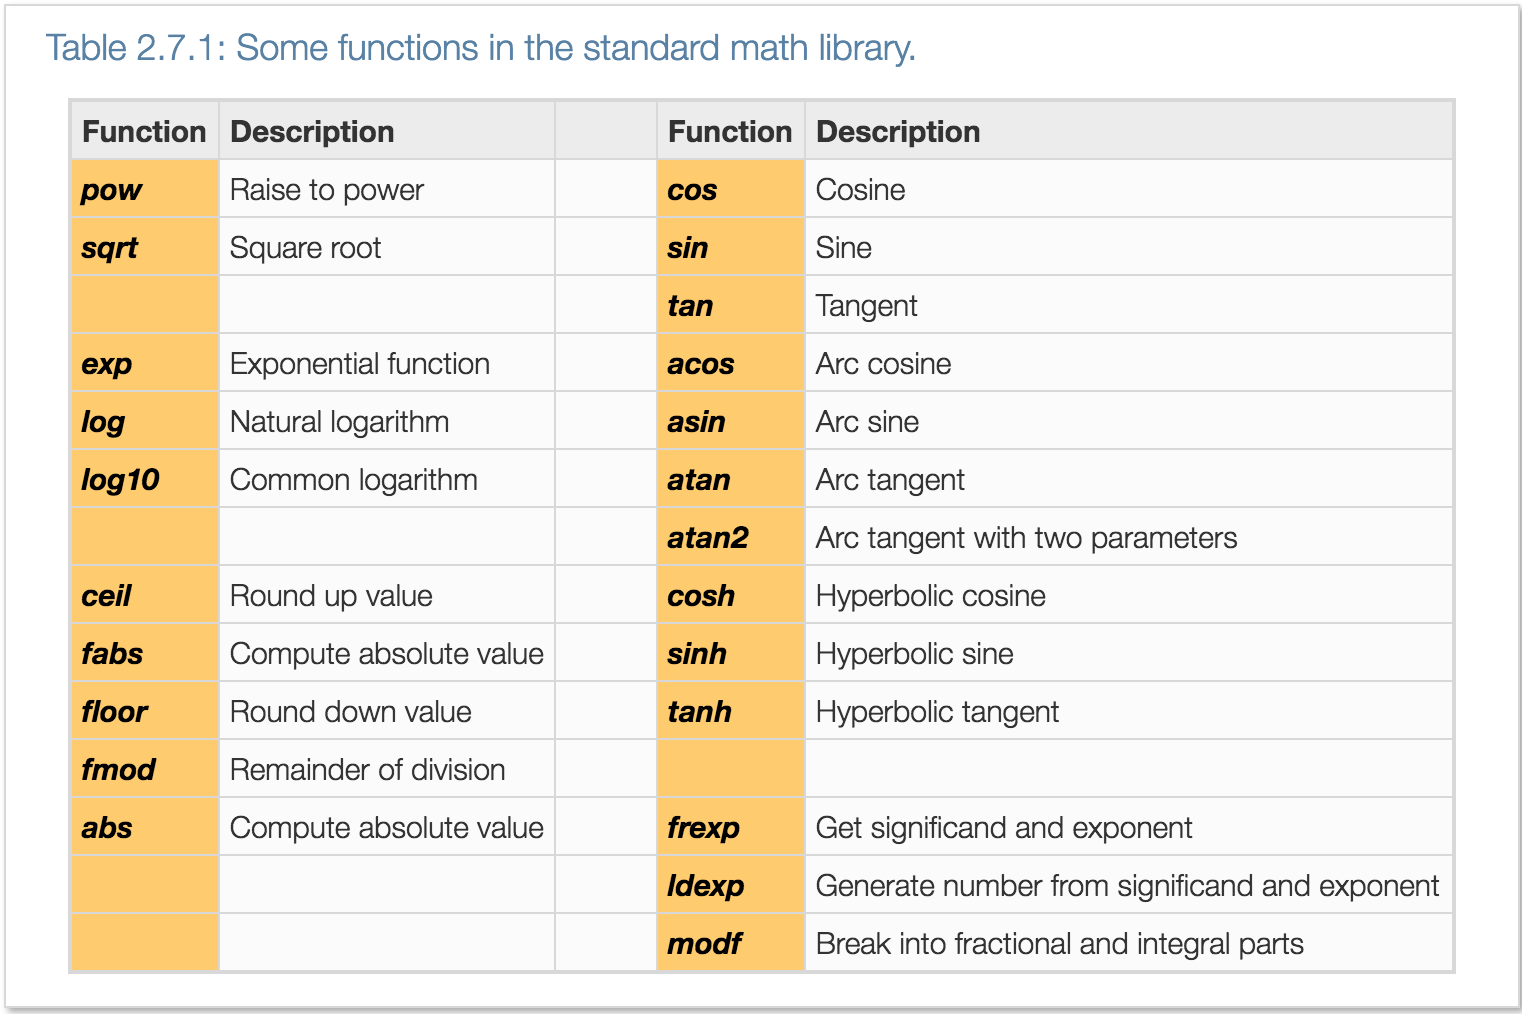 Table 2.7.1: Some functions in the standard math library.
Function Description Function Description
pow Raise to power cos Cosine
sqrt Square root sin Sine
tan Tangent
exp Exponential function acos Arc cosine
log Natural logarithm asin Arc sine
log10 Common logarithm atan Arc tangent
atan2 Arc tangent with two parameters
ceil Round up value cosh Hyperbolic cosine
fabs Compute absolute value sinh Hyperbolic sine
floor Round down value tanh Hyperbolic tangent
fmod Remainder of division
abs Compute absolute value frexp Get significand and exponent
ldexp Generate number from significand and exponent
modf Break into fractional and integral parts